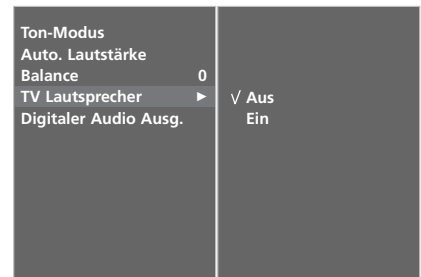 Ton-Modus
Auto. Lautstärke
Balance 0
TV Lautsprecher ►
Digitaler Audio Ausg.
√ Aus
Ein